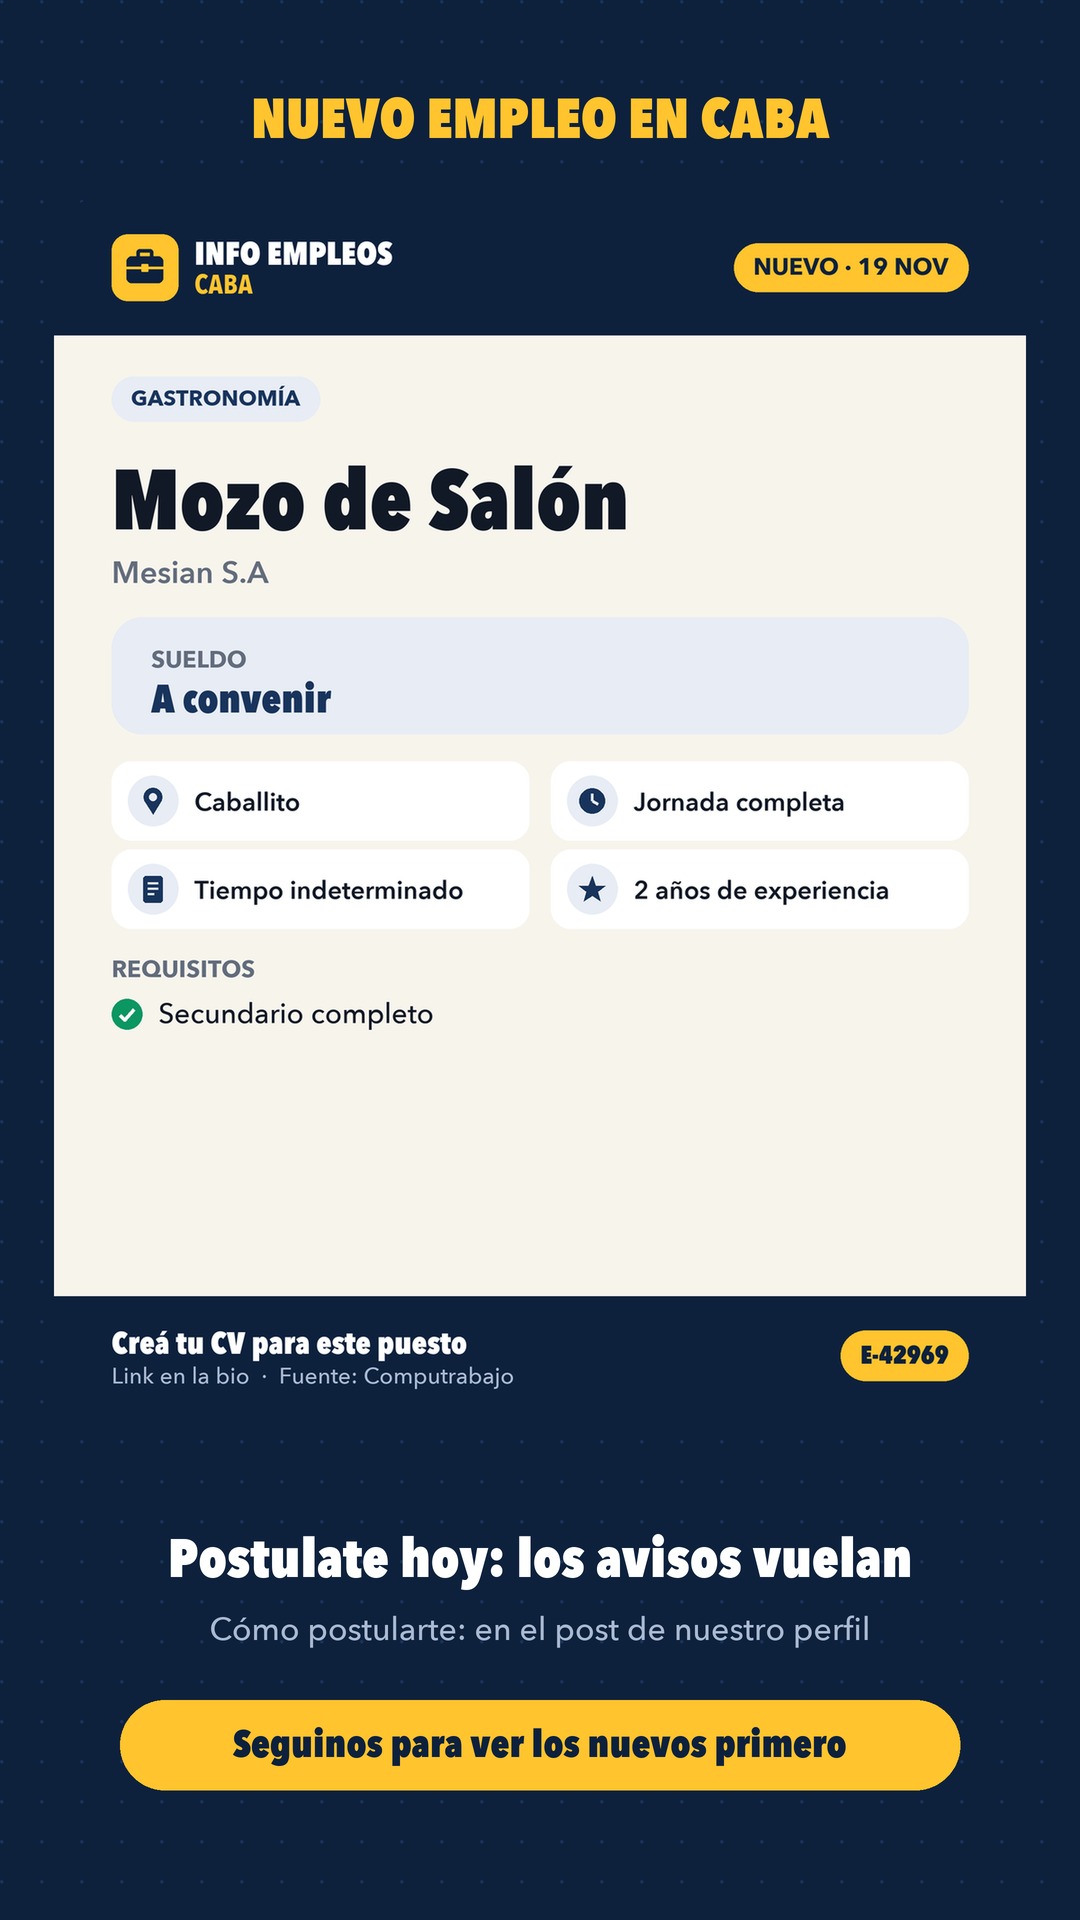 NUEVO EMPLEO EN CABA
INFO EMPLEOS
CABA
NUEVO · 19 NOV
GASTRONOMÍA
Mozo de Salón
Mesian S.A
SUELDO
A convenir
Caballito
Jornada completa
Tiempo indeterminado
2 años de experiencia
REQUISITOS
Secundario completo
Creá tu CV para este puesto
Link en la bio · Fuente: Computrabajo
E-42969
Postulate hoy: los avisos vuelan
Cómo postularte: en el post de nuestro perfil
Seguinos para ver los nuevos primero